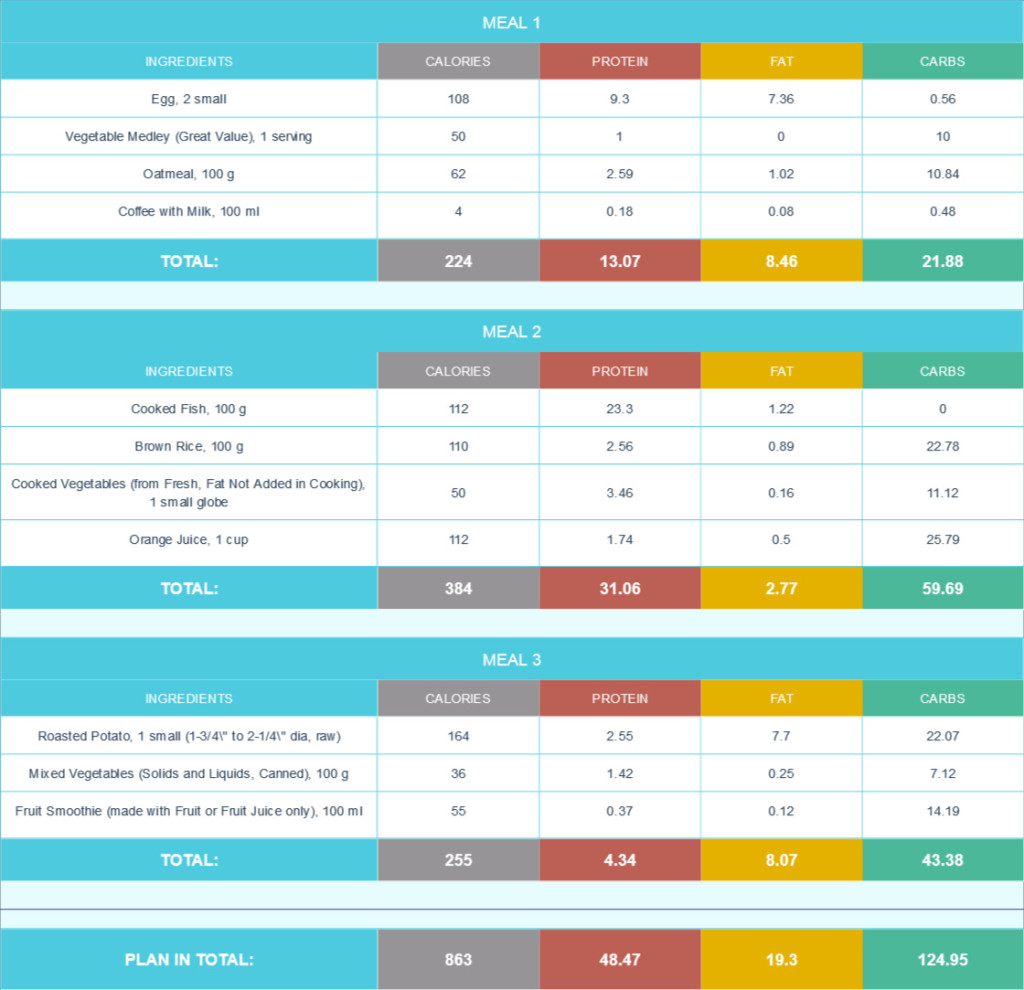 MEAL 1
INGREDIENTS CALORIES PROTEIN FAT CARBS
Egg, 2 small 108 9.3 7.36 0.56
Vegetable Medley (Great Value), 1 serving 50 1 0 10
Oatmeal, 100 g 62 2.59 1.02 10.84
Coffee with Milk, 100 ml 4 0.18 0.08 0.48
TOTAL: 224 13.07 8.46 21.88
MEAL 2
INGREDIENTS CALORIES PROTEIN FAT CARBS
Cooked Fish, 100 g 112 23.3 1.22 0
Brown Rice, 100 g 110 2.56 0.89 22.78
Cooked Vegetables (from Fresh, Fat Not Added in Cooking),
1 small globe 50 3.46 0.16 11.12
Orange Juice, 1 cup 112 1.74 0.5 25.79
TOTAL: 384 31.06 2.77 59.69
MEAL 3
INGREDIENTS CALORIES PROTEIN FAT CARBS
Roasted Potato, 1 small (1-3/4\" to 2-1/4\" dia, raw) 164 2.55 7.7 22.07
Mixed Vegetables (Solids and Liquids, Canned), 100 g 36 1.42 0.25 7.12
Fruit Smoothie (made with Fruit or Fruit Juice only), 100 ml 55 0.37 0.12 14.19
TOTAL: 255 4.34 8.07 43.38
PLAN IN TOTAL: 863 48.47 19.3 124.95